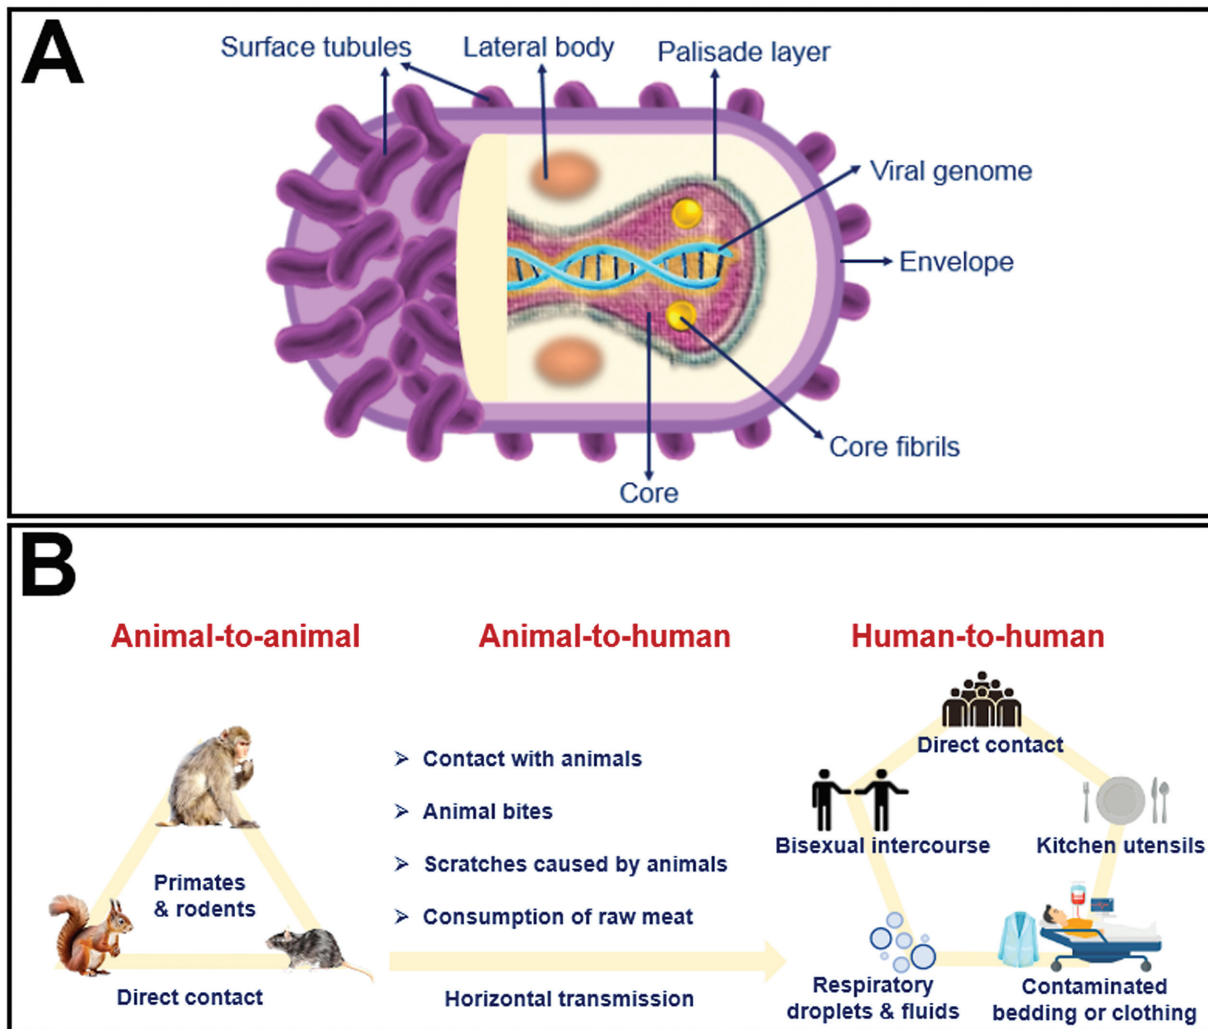 A
Surface tubules
Lateral body
Palisade layer
Viral genome
Envelope
Core fibrils
Core
B
Animal-to-animal
Animal-to-human
Human-to-human
Primates
& rodents
Direct contact
➢ Contact with animals
➢ Animal bites
➢ Scratches caused by animals
➢ Consumption of raw meat
Horizontal transmission
Direct contact
Bisexual intercourse
Kitchen utensils
Respiratory
droplets & fluids
Contaminated
bedding or clothing